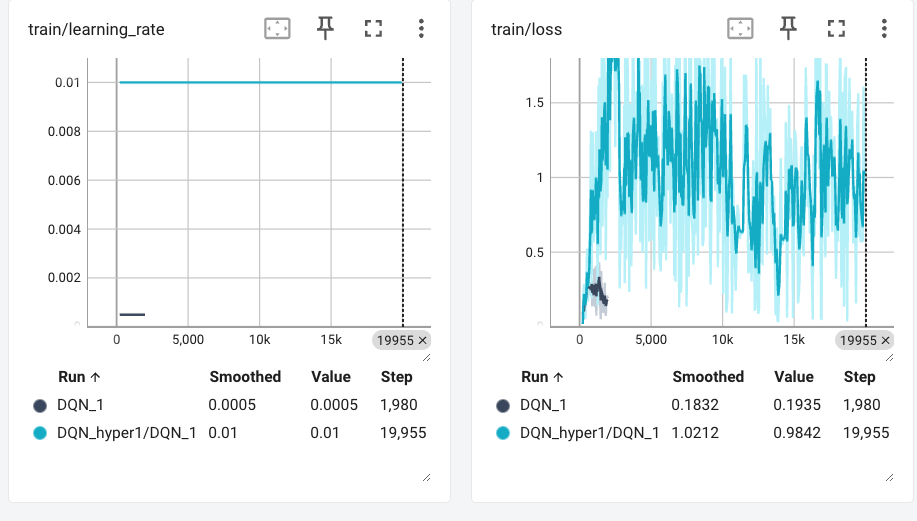 train/learning_rate
0.01
0.008
0.006
0.004
0.002
0
0 5,000 10k 15k 19955 ×
Run ↑ Smoothed Value Step
DQN_1 0.0005 0.0005 1,980
DQN_hyper1/DQN_1 0.01 0.01 19,955
train/loss
1.5
1
0.5
0
0 5,000 10k 15k 19955 ×
Run ↑ Smoothed Value Step
DQN_1 0.1832 0.1935 1,980
DQN_hyper1/DQN_1 1.0212 0.9842 19,955